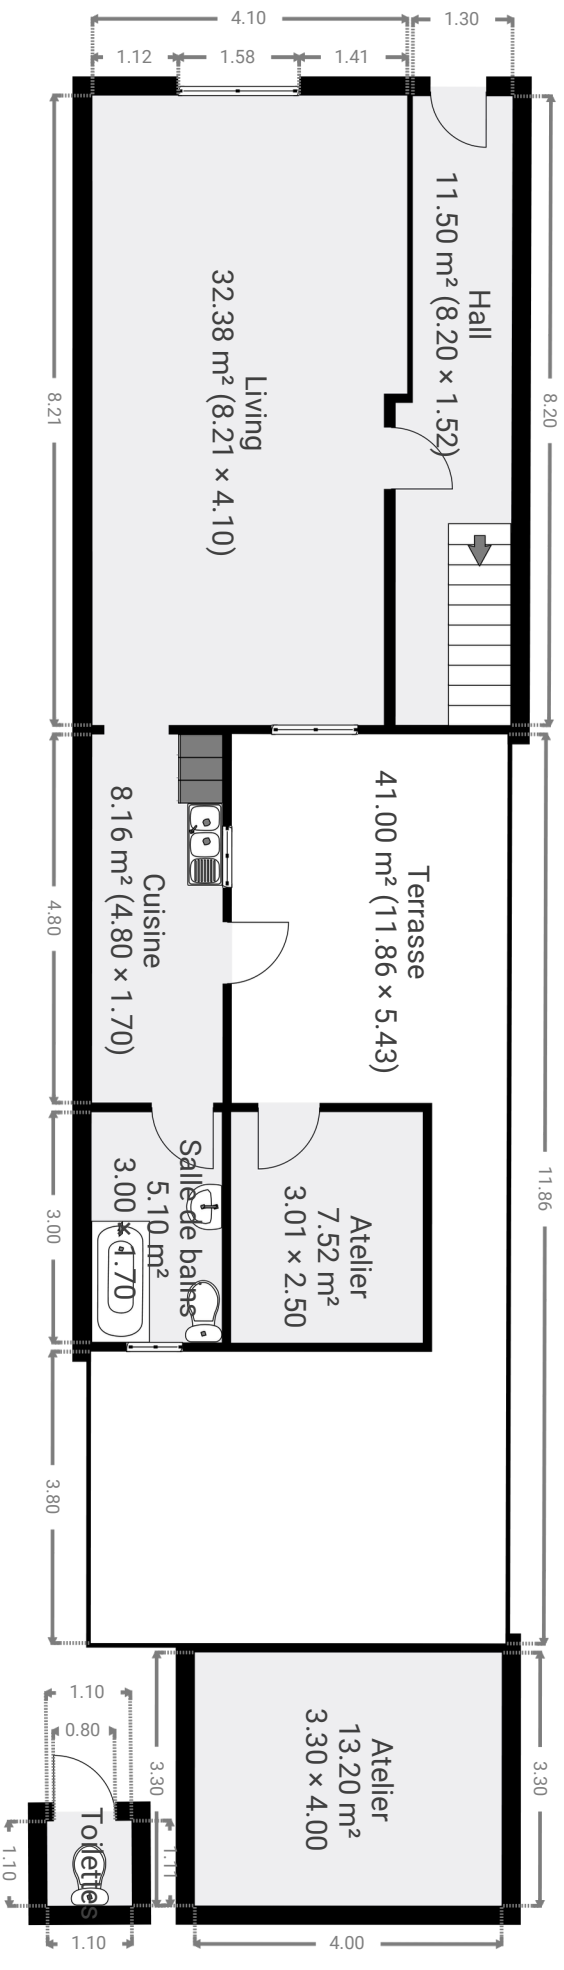 4.10
1.30
1.12
1.58
1.41
8.21
8.20
Hall
11.50 m² (8.20 × 1.52)
Living
32.38 m² (8.21 × 4.10)
Terrasse
41.00 m² (11.86 × 5.43)
Cuisine
8.16 m² (4.80 × 1.70)
4.80
11.86
Salle de bains
5.10 m²
3.00 × 1.70
Atelier
7.52 m²
3.01 × 2.50
3.00
3.80
1.10
0.80
3.30
Atelier
13.20 m²
3.30 × 4.00
3.30
Toilettes
1.10
1.11
1.10
4.00